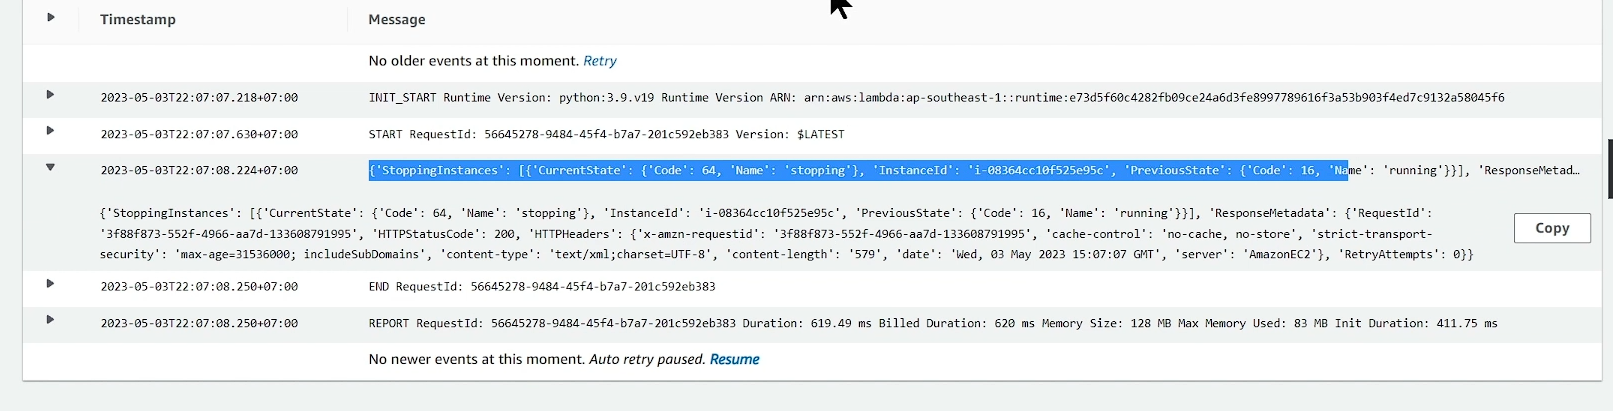 Timestamp Message
No older events at this moment. Retry
2023-05-03T22:07:07.218+07:00 INIT_START Runtime Version: python:3.9.v19 Runtime Version ARN: arn:aws:lambda:ap-southeast-1::runtime:e73d5f60c4282fb09ce24a6d3fe8997789616f3a53b903f4ed7c9132a58045f6
2023-05-03T22:07:07.630+07:00 START RequestId: 56645278-9484-45f4-b7a7-201c592eb383 Version: $LATEST
2023-05-03T22:07:08.224+07:00 {'StoppingInstances': [{'CurrentState': {'Code': 64, 'Name': 'stopping'}, 'InstanceId': 'i-08364cc10f525e95c', 'PreviousState': {'Code': 16, 'Name': 'running'}}], 'ResponseMetad…
{'StoppingInstances': [{'CurrentState': {'Code': 64, 'Name': 'stopping'}, 'InstanceId': 'i-08364cc10f525e95c', 'PreviousState': {'Code': 16, 'Name': 'running'}}], 'ResponseMetadata': {'RequestId':
'3f88f873-552f-4966-aa7d-133608791995', 'HTTPStatusCode': 200, 'HTTPHeaders': {'x-amzn-requestid': '3f88f873-552f-4966-aa7d-133608791995', 'cache-control': 'no-cache, no-store', 'strict-transport-
security': 'max-age=31536000; includeSubDomains', 'content-type': 'text/xml;charset=UTF-8', 'content-length': '579', 'date': 'Wed, 03 May 2023 15:07:07 GMT', 'server': 'AmazonEC2'}, 'RetryAttempts': 0}}
Copy
2023-05-03T22:07:08.250+07:00 END RequestId: 56645278-9484-45f4-b7a7-201c592eb383
2023-05-03T22:07:08.250+07:00 REPORT RequestId: 56645278-9484-45f4-b7a7-201c592eb383 Duration: 619.49 ms Billed Duration: 620 ms Memory Size: 128 MB Max Memory Used: 83 MB Init Duration: 411.75 ms
No newer events at this moment. Auto retry paused. Resume